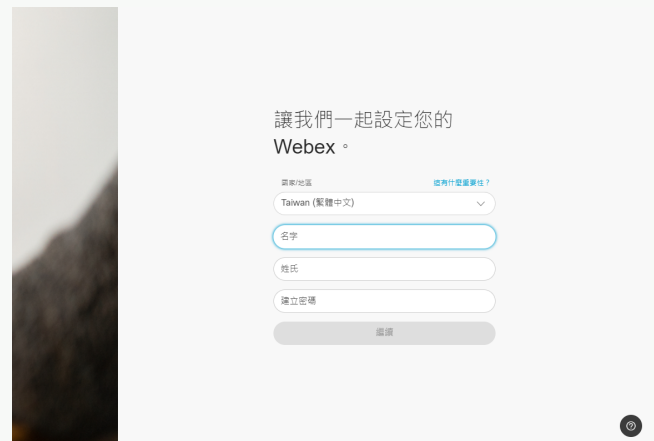 讓我們一起設定您的
Webex。
國家/地區
這有什麼重要性？
Taiwan (繁體中文)
名字
姓氏
建立密碼
繼續